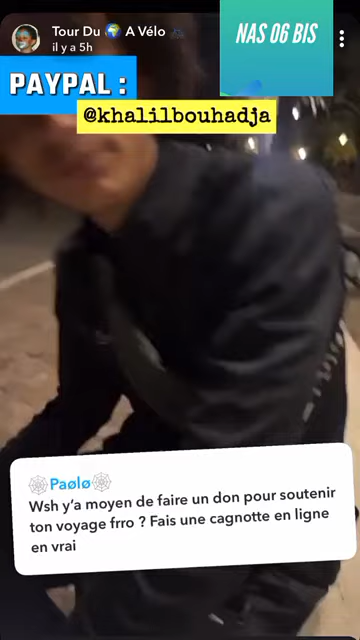 Tour Du 🌍 A Vélo 🚲
il y a 5h
NAS 06 BIS
PAYPAL :
@khalilbouhadja
🕸️Paølø🕸️
Wsh y’a moyen de faire un don pour soutenir
ton voyage frro ? Fais une cagnotte en ligne
en vrai